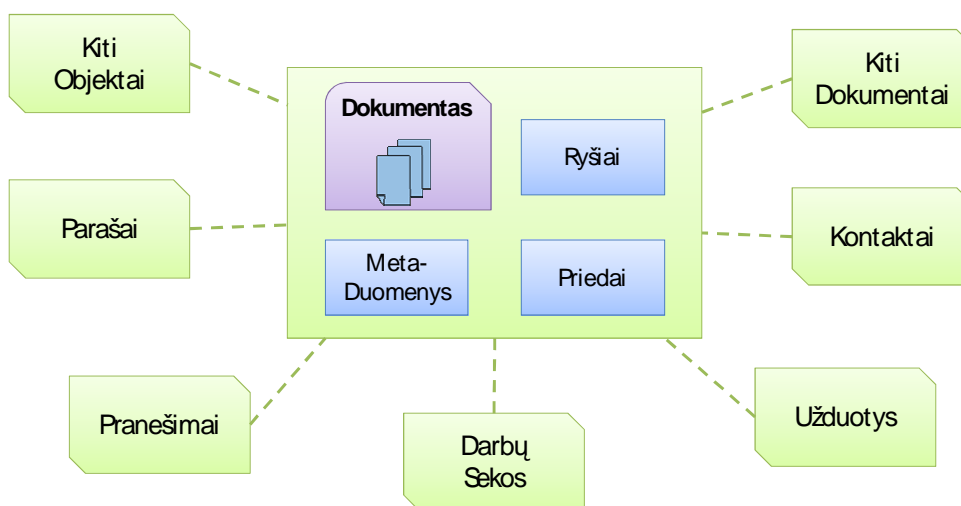 Kiti
Objektai
Kiti
Dokumentai
Dokumentas
Ryšiai
Parašai
Kontaktai
Meta-
Duomenys
Priedai
Pranešimai
Darbų
Sekos
Užduotys